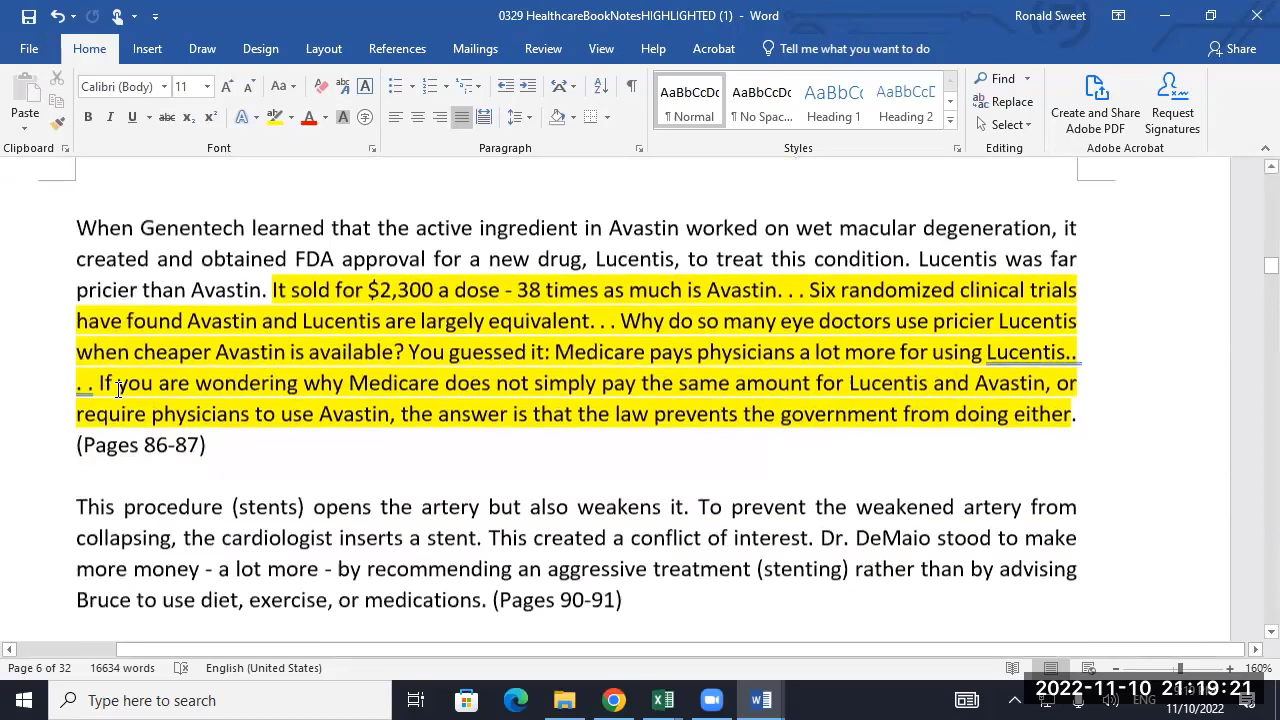 0329 HealthcareBookNotesHIGHLIGHTED (1) - Word
Ronald Sweet
File Home Insert Draw Design Layout References Mailings Review View Help Acrobat Tell me what you want to do Share
Calibri (Body) 11
Paste
Clipboard Font Paragraph Styles Editing Adobe Acrobat
AaBbCcDc AaBbCcDc AaBbCc AaBbCcD
¶ Normal ¶ No Spac... Heading 1 Heading 2
Find
Replace
Select
Create and Share
Adobe PDF
Request
Signatures
When Genentech learned that the active ingredient in Avastin worked on wet macular degeneration, it
created and obtained FDA approval for a new drug, Lucentis, to treat this condition. Lucentis was far
pricier than Avastin. It sold for $2,300 a dose - 38 times as much is Avastin. . . Six randomized clinical trials
have found Avastin and Lucentis are largely equivalent. . . Why do so many eye doctors use pricier Lucentis
when cheaper Avastin is available? You guessed it: Medicare pays physicians a lot more for using Lucentis. .
. . If you are wondering why Medicare does not simply pay the same amount for Lucentis and Avastin, or
require physicians to use Avastin, the answer is that the law prevents the government from doing either.
(Pages 86-87)
This procedure (stents) opens the artery but also weakens it. To prevent the weakened artery from
collapsing, the cardiologist inserts a stent. This created a conflict of interest. Dr. DeMaio stood to make
more money - a lot more - by recommending an aggressive treatment (stenting) rather than by advising
Bruce to use diet, exercise, or medications. (Pages 90-91)
Page 6 of 32 16634 words English (United States) 160%
Type here to search
2022-11-10 21:19:21
ENG
11/10/2022